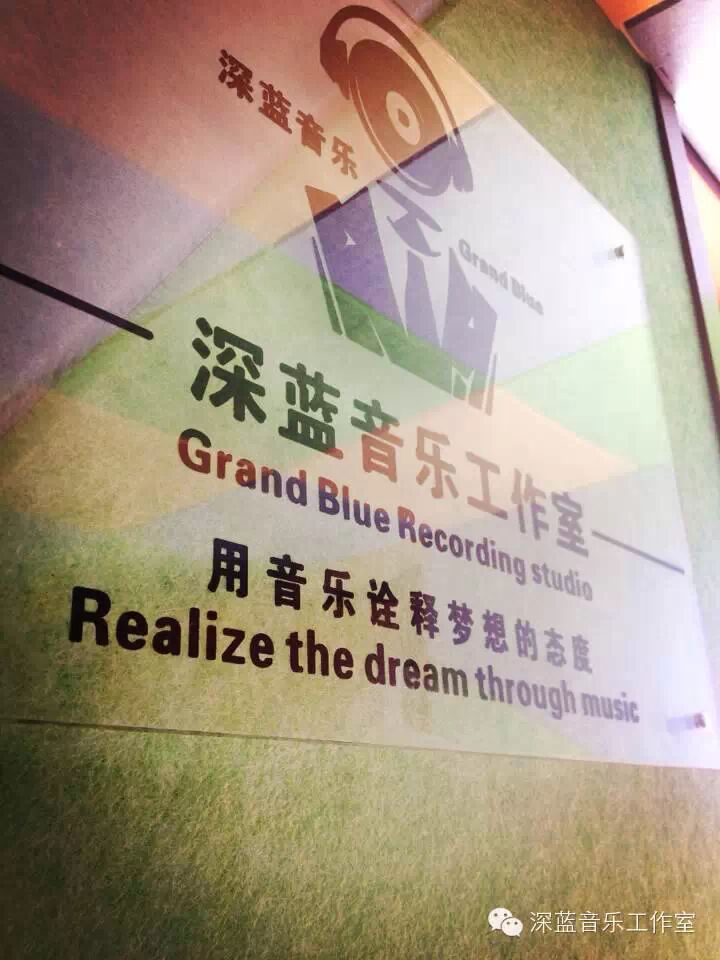 深蓝音乐
Grand Blue
深蓝音乐工作室
Grand Blue Recording studio
用音乐诠释梦想的态度
Realize the dream through music
深蓝音乐工作室